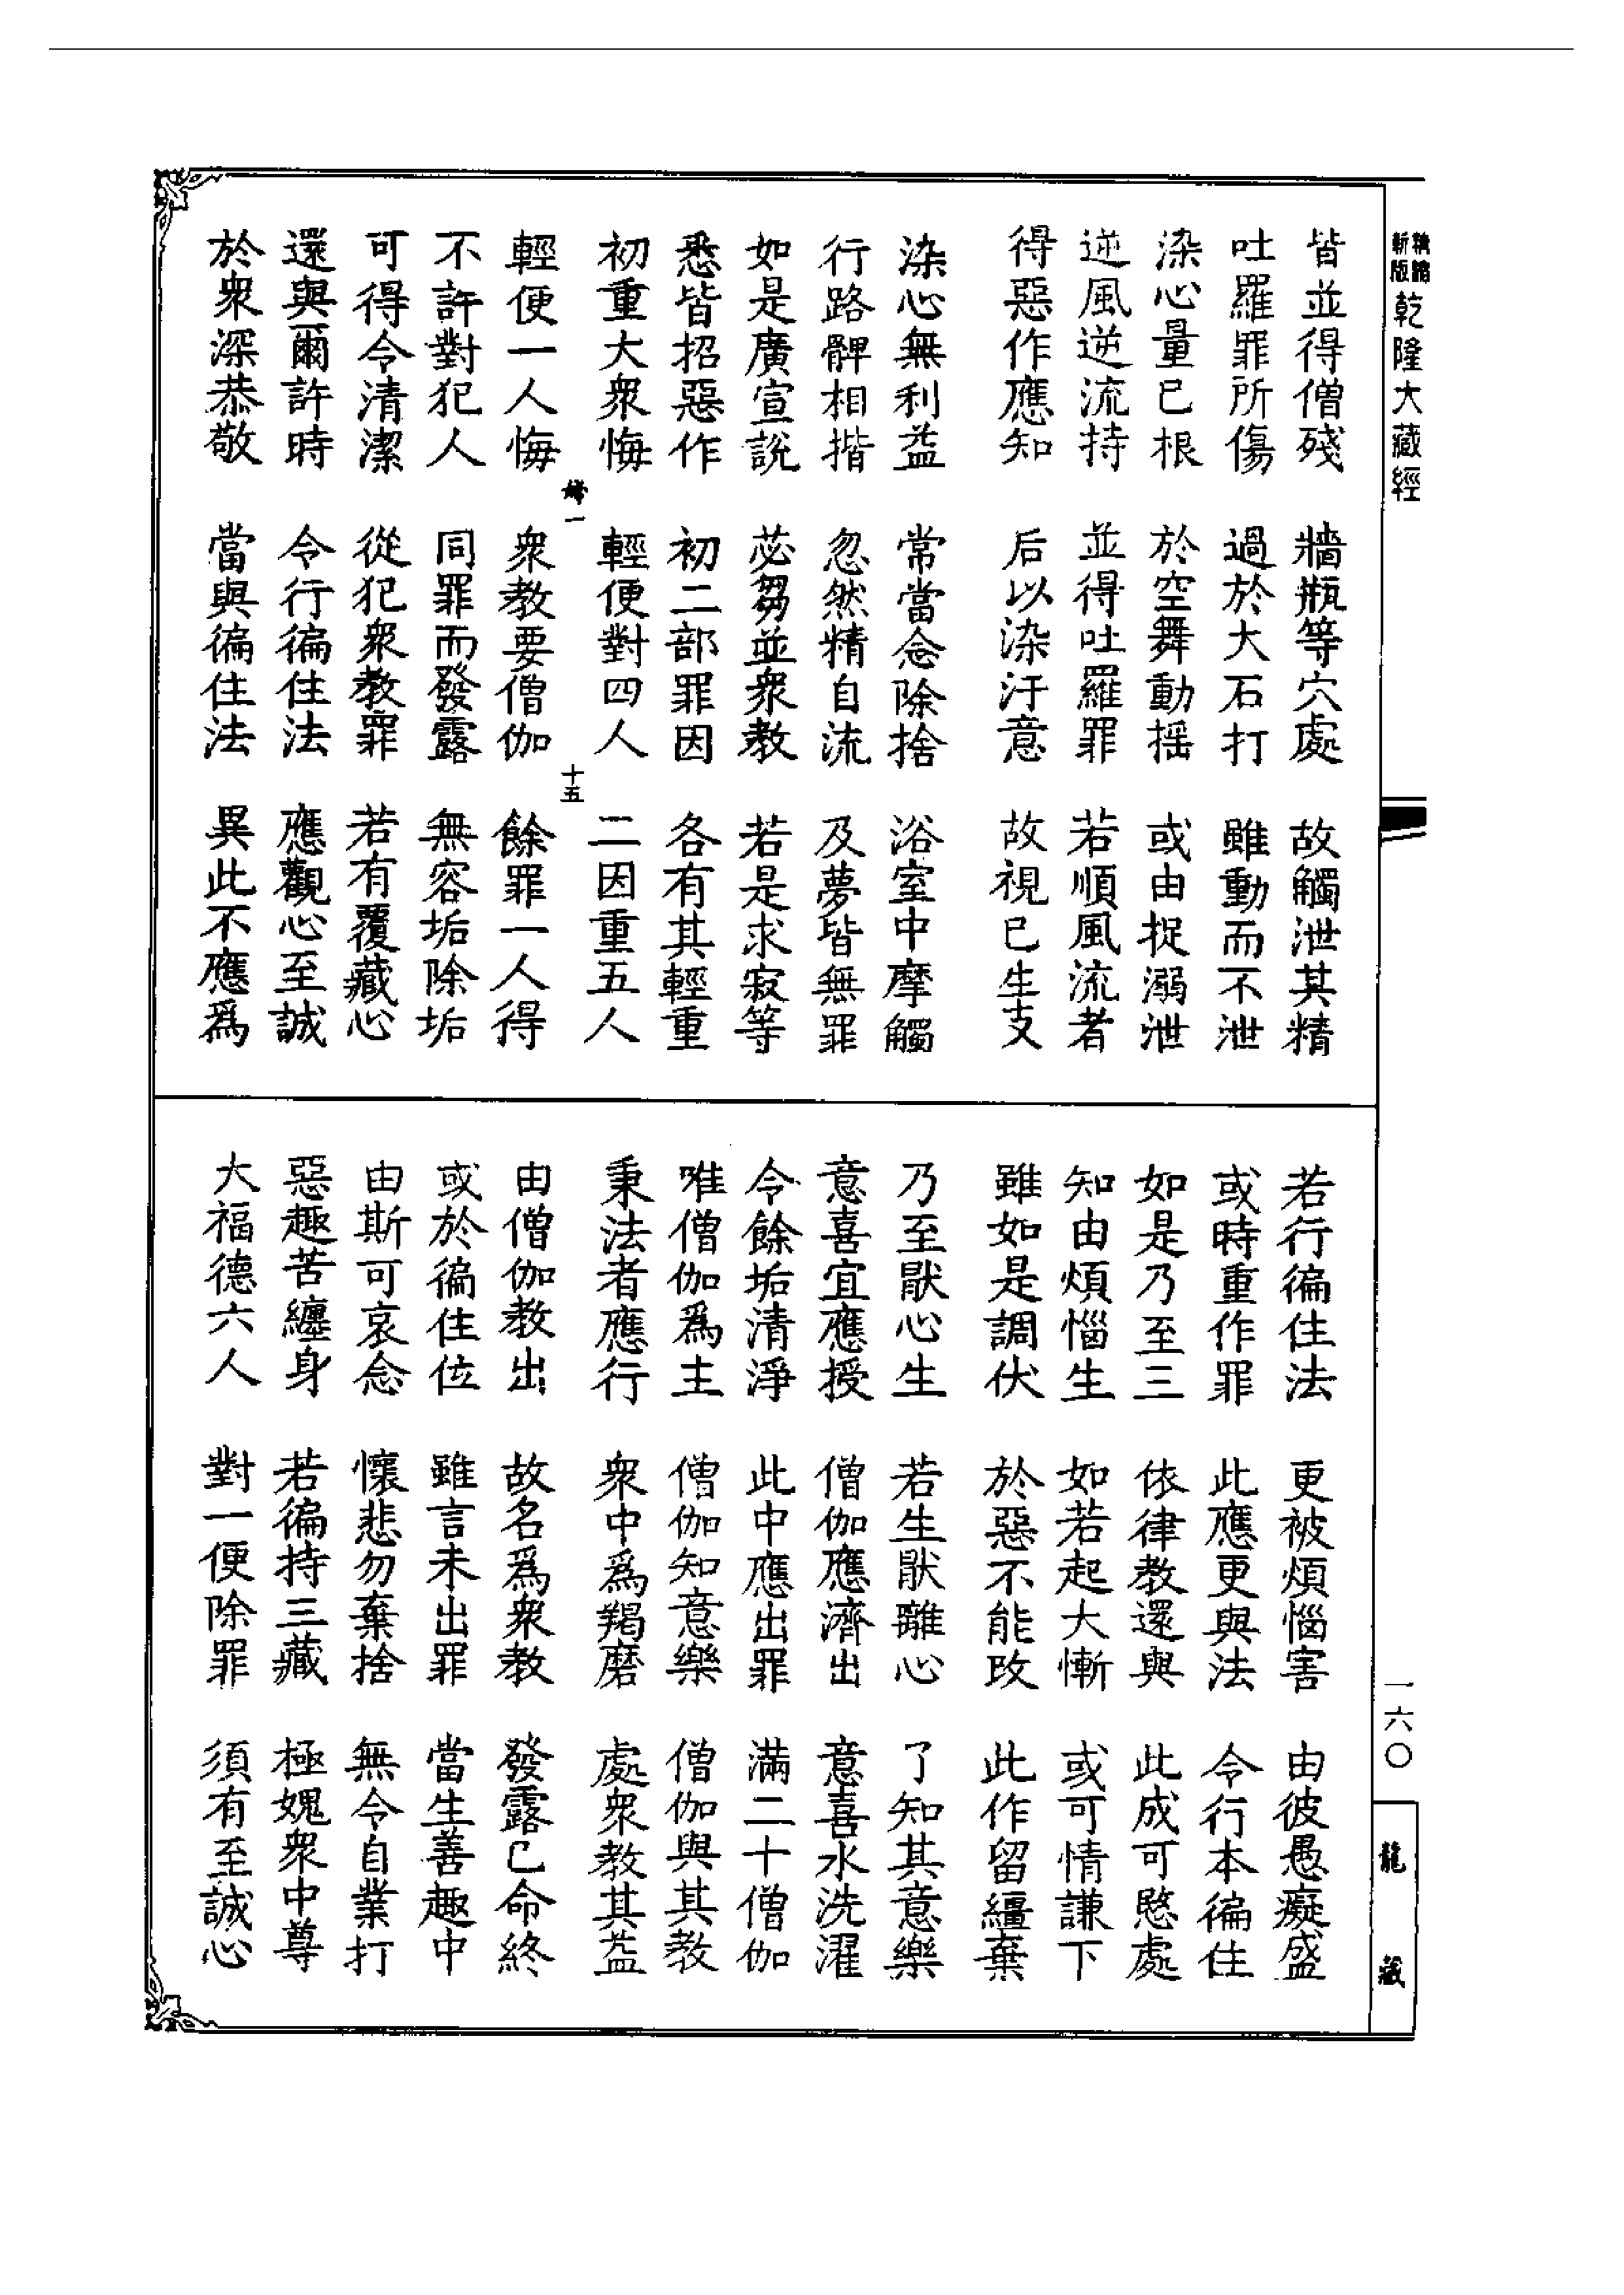 新版
精縮
乾隆大藏經
皆並得僧殘　牆瓶等穴處　故觸泄其精
吐羅罪所傷　過於大石打　雖動而不泄
染心量已根　於空舞動搖　或由捉溺泄
逆風逆流持　並得吐羅罪　若順風流者
得惡作應知　后以染汙意　故視已生支
染心無利益　常當念除捨　浴室中摩觸
行路髀相揩　忽然精自流　及夢皆無罪
如是廣宣說　苾芻並衆教　若是求寂等
悉皆招惡作　初二部罪因　各有其輕重
初重大衆悔　輕便對四人　二因重五人
十五
輕便一人悔　衆教要僧伽　餘罪一人得
不許對犯人　同罪而發露　無容垢除垢
可得令清潔　從犯衆教罪　若有覆藏心
還與爾許時　令行徧住法　應觀心至誠
於衆深恭敬　當與徧住法　異此不應爲
若行徧住法　更被煩惱害　由彼愚癡盛
或時重作罪　此應更與法　令行本徧住
如是乃至三　依律教還與　此成可愍處
知由煩惱生　如若起大慚　或可情謙下
雖如是調伏　於惡不能改　此作留纏棄
乃至厭心生　若生厭離心　了知其意樂
意喜宜應授　僧伽應濟出　意喜水洗濯
令餘垢清淨　此中應出罪　滿二十僧伽
唯僧伽爲主　僧伽知意樂　僧伽與其教
秉法者應行　衆中爲羯磨　處衆教其益
由僧伽教出　故名爲衆教　發露已命終
或於徧住位　雖言未出罪　當生善趣中
由斯可哀念　懷悲勿棄捨　無令自業打
惡趣苦纏身　若徧持三藏　極媿衆中尊
大福德六人　對一便除罪　須有至誠心
一六〇
龍藏